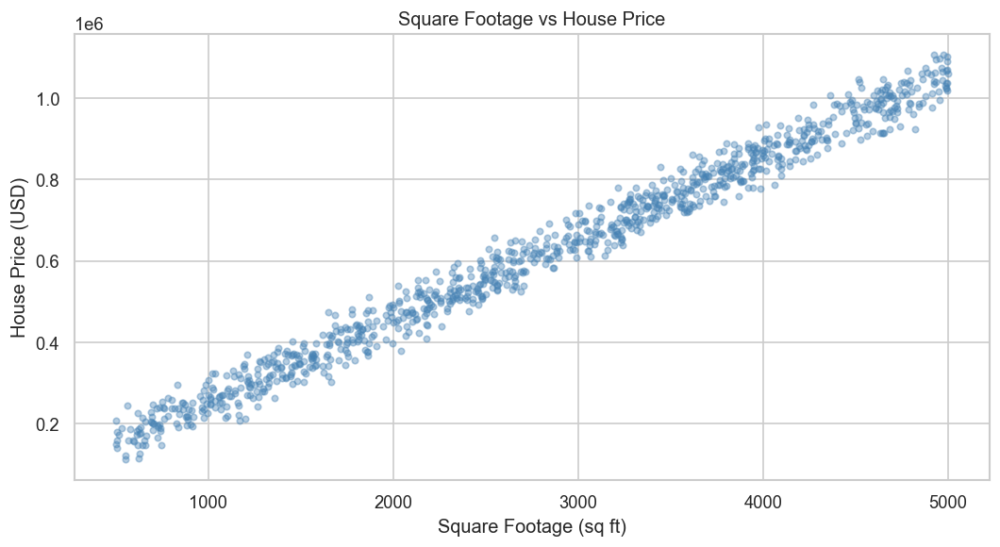 Square Footage vs House Price
1e6
1.0
0.8
0.6
0.4
0.2
House Price (USD)
1000 2000 3000 4000 5000
Square Footage (sq ft)